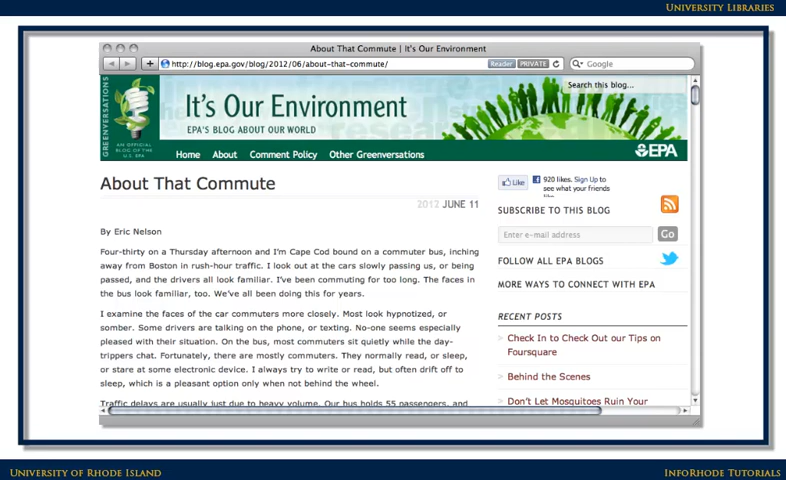 UNIVERSITY LIBRARIES
About That Commute | It's Our Environment
http://blog.epa.gov/blog/2012/06/about-that-commute/
Reader
PRIVATE
Google
GREENVERSATIONS
AN OFFICIAL
BLOG OF THE
U.S. EPA
It's Our Environment
EPA'S BLOG ABOUT OUR WORLD
Search this blog...
Home About Comment Policy Other Greenversations
EPA
About That Commute
2012 JUNE 11
By Eric Nelson
Four-thirty on a Thursday afternoon and I'm Cape Cod bound on a commuter bus, inching
away from Boston in rush-hour traffic. I look out at the cars slowly passing us, or being
passed, and the drivers all look familiar. I've been commuting for too long. The faces in
the bus look familiar, too. We've all been doing this for years.
I examine the faces of the car commuters more closely. Most look hypnotized, or
somber. Some drivers are talking on the phone, or texting. No-one seems especially
pleased with their situation. On the bus, most commuters sit quietly while the day-
trippers chat. Fortunately, there are mostly commuters. They normally read, or sleep,
or stare at some electronic device. I always try to write or read, but often drift off to
sleep, which is a pleasant option only when not behind the wheel.
Traffic delays are usually just due to heavy volume. Our bus holds 55 passengers, and
Like
920 likes. Sign Up to
see what your friends
SUBSCRIBE TO THIS BLOG
Enter e-mail address
Go
FOLLOW ALL EPA BLOGS
MORE WAYS TO CONNECT WITH EPA
RECENT POSTS
> Check In to Check Out our Tips on
Foursquare
> Behind the Scenes
> Don't Let Mosquitoes Ruin Your
UNIVERSITY OF RHODE ISLAND
INFORHODE TUTORIALS